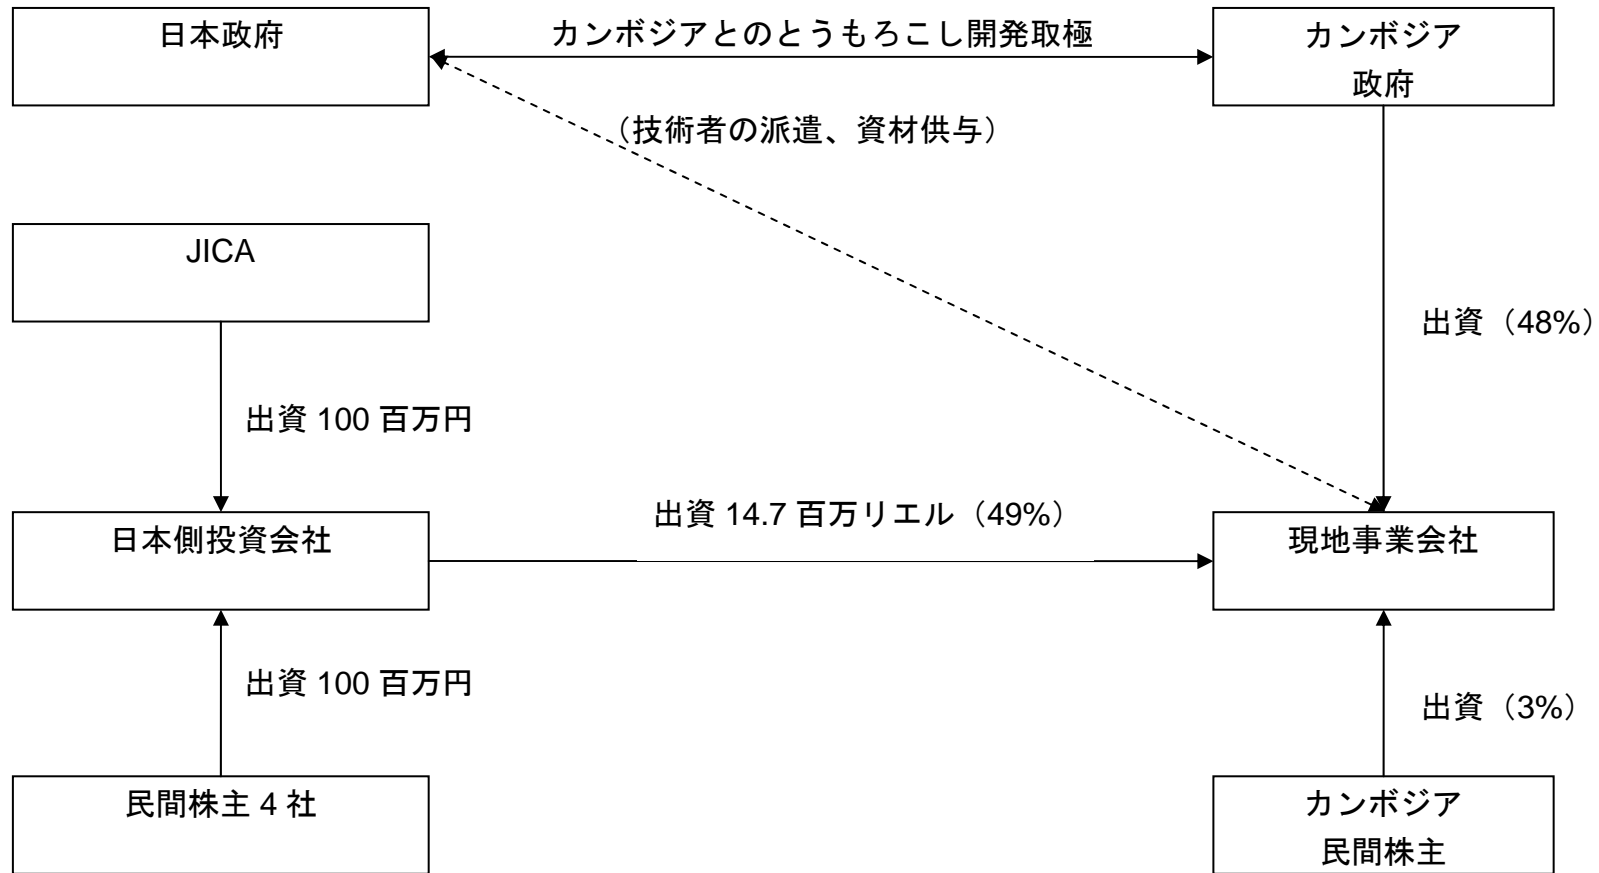 日本政府
カンボジアとのとうもろこし開発取極
カンボジア
政府
（技術者の派遣、資材供与）
JICA
出資（48%）
出資 100 百万円
出資 14.7 百万リエル（49%）
日本側投資会社
現地事業会社
出資 100 百万円
出資（3%）
民間株主 4 社
カンボジア
民間株主